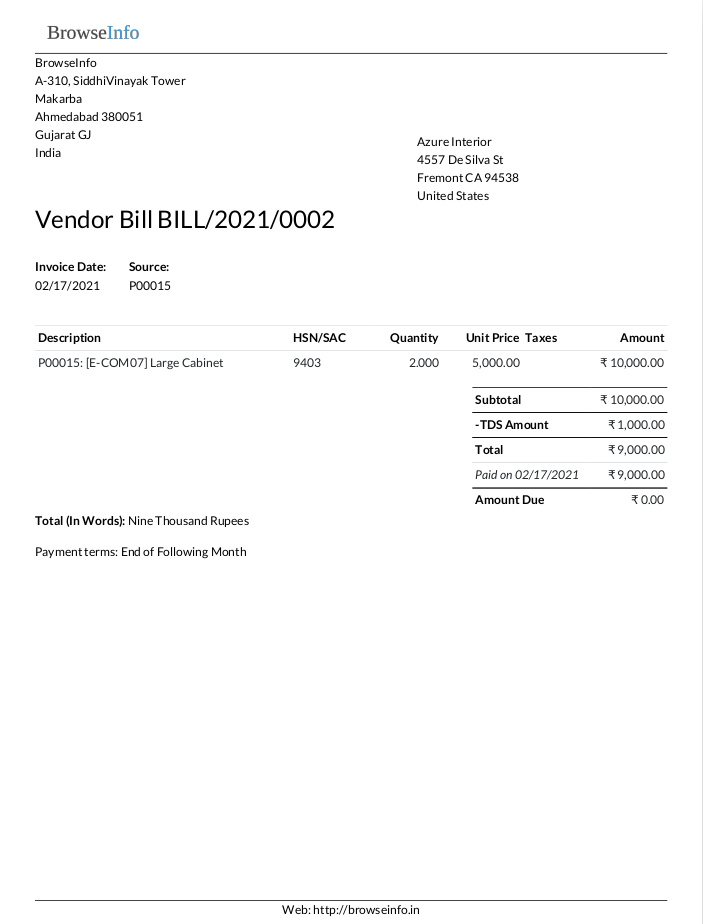 BrowseInfo
BrowseInfo
A-310, SiddhiVinayak Tower
Makarba
Ahmedabad 380051
Gujarat GJ
India
Azure Interior
4557 De Silva St
Fremont CA 94538
United States
Vendor Bill BILL/2021/0002
Invoice Date: Source:
02/17/2021 P00015
Description HSN/SAC Quantity Unit Price Taxes Amount
P00015: [E-COM07] Large Cabinet 9403 2.000 5,000.00 ₹ 10,000.00
Subtotal ₹ 10,000.00
-TDS Amount ₹ 1,000.00
Total ₹ 9,000.00
Paid on 02/17/2021 ₹ 9,000.00
Amount Due ₹ 0.00
Total (In Words): Nine Thousand Rupees
Payment terms: End of Following Month
Web: http://browseinfo.in